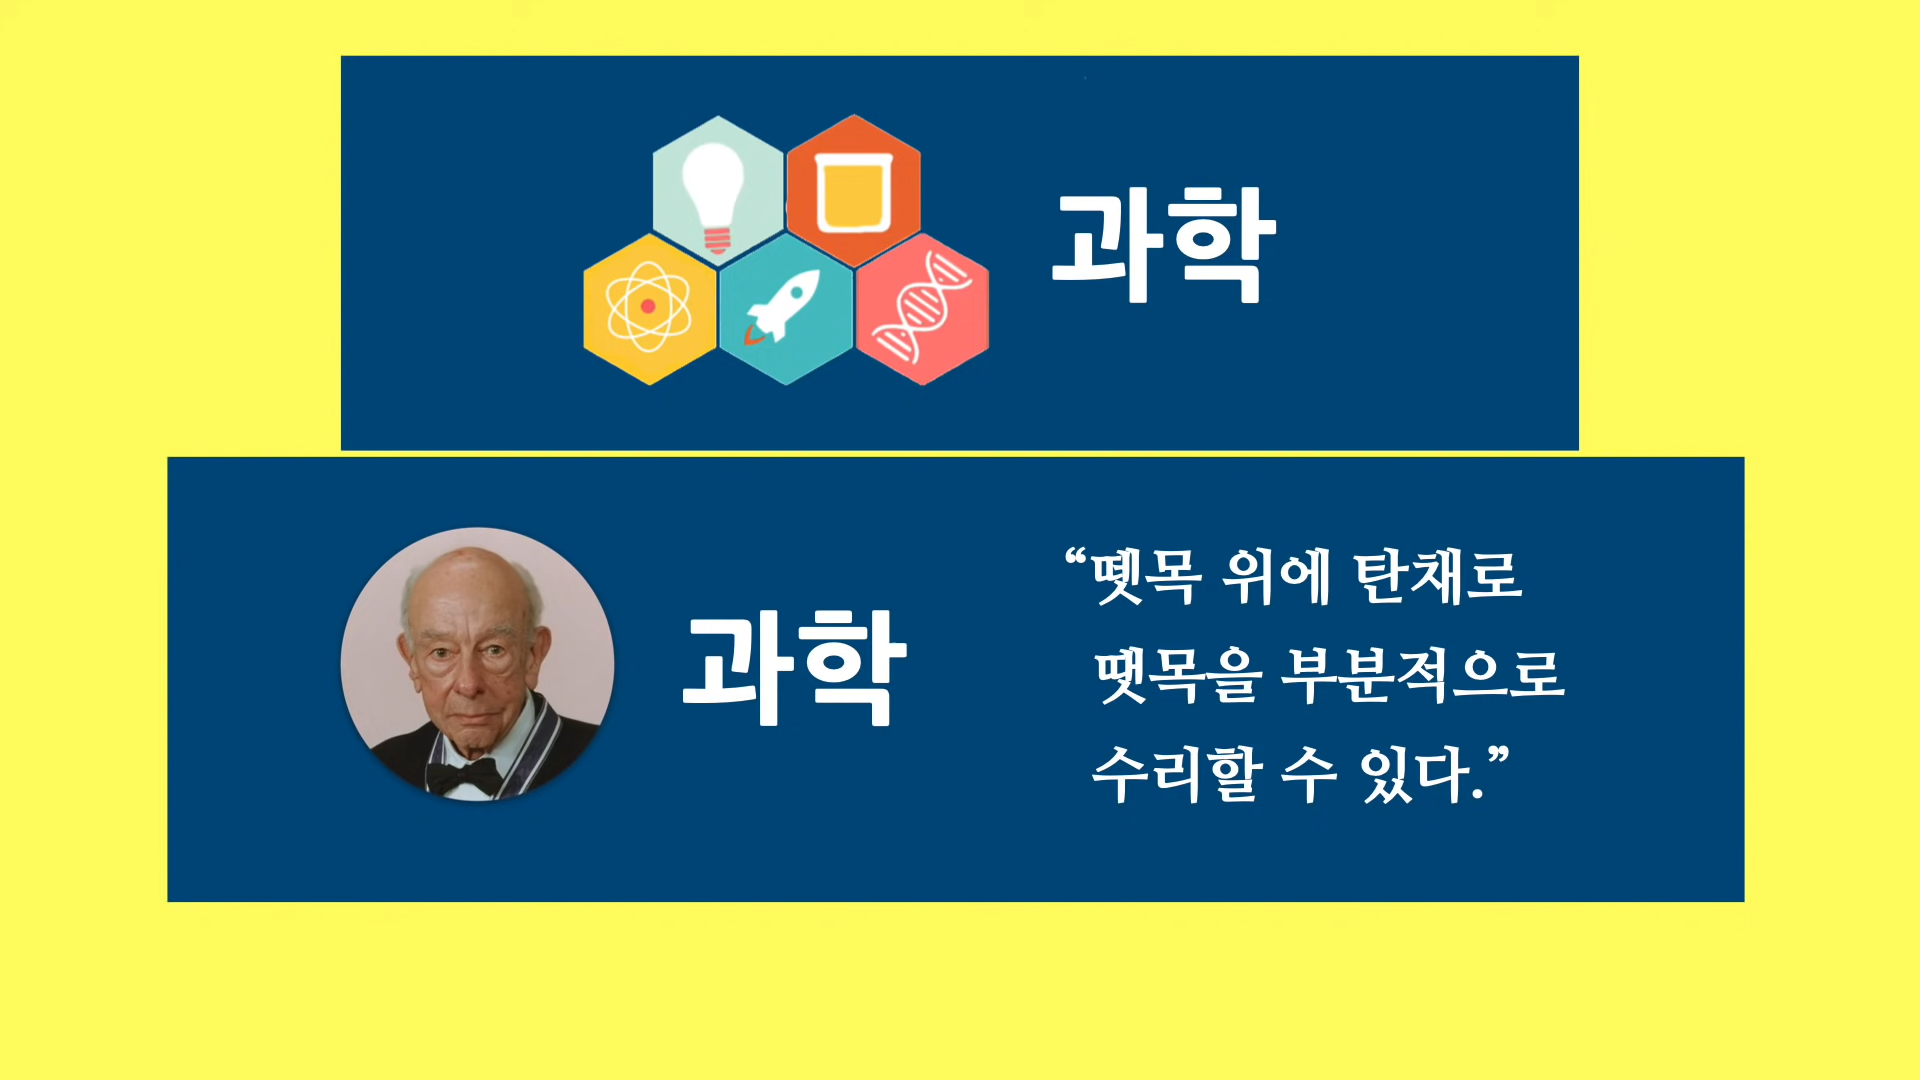 과학
과학
“뗏목 위에 탄채로
땟목을 부분적으로
수리할 수 있다.”